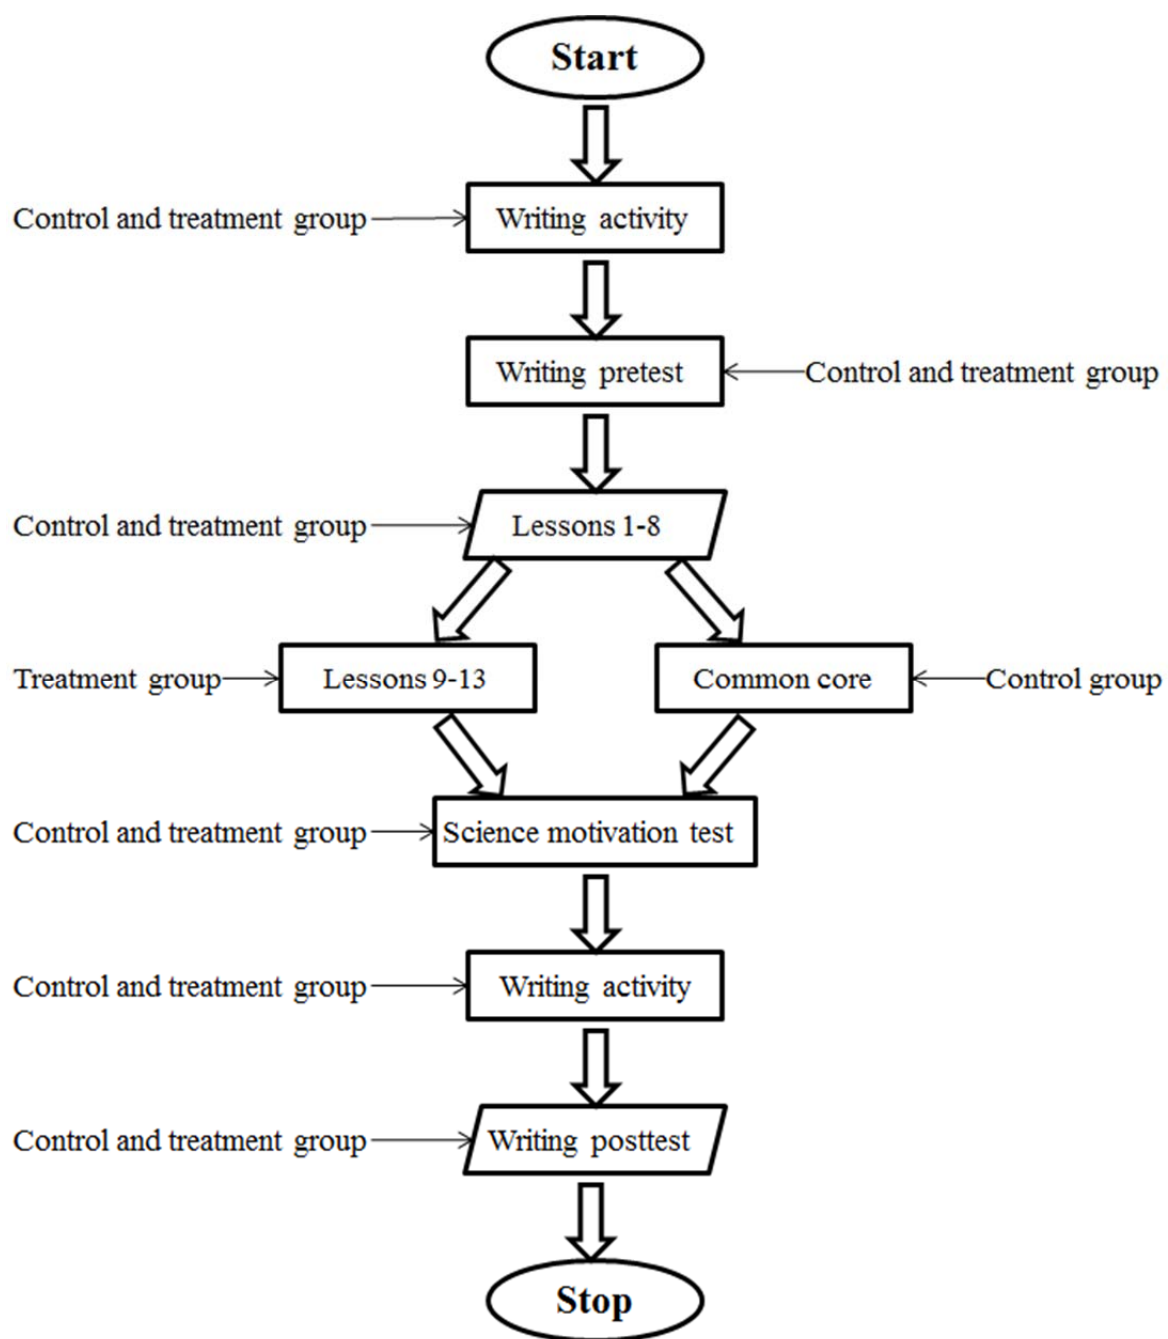 Start
Control and treatment group
Writing activity
Writing pretest
Control and treatment group
Control and treatment group
Lessons 1-8
Treatment group
Lessons 9-13
Common core
Control group
Control and treatment group
Science motivation test
Control and treatment group
Writing activity
Control and treatment group
Writing posttest
Stop